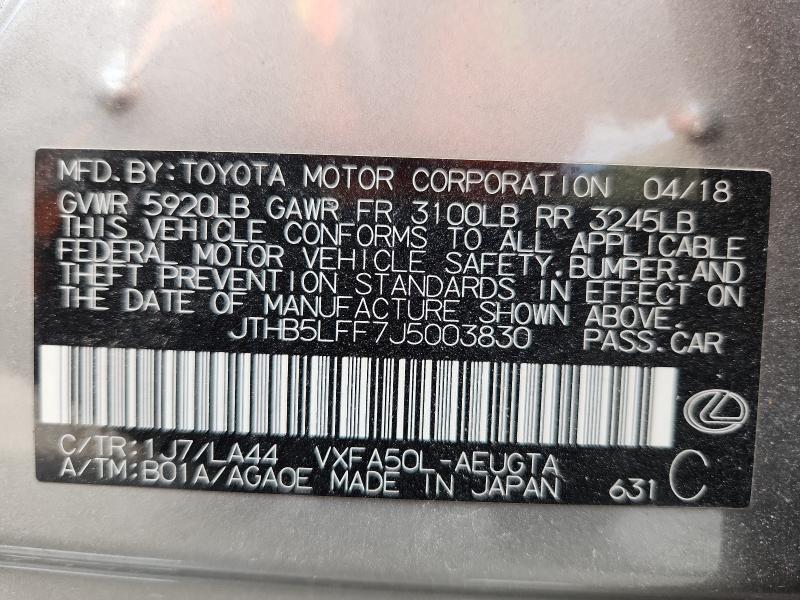 MFD.BY:TOYOTA MOTOR CORPORATION 04/18
GVWR 5920LB GAWR FR 3100LB RR 3245LB
THIS VEHICLE CONFORMS TO ALL APPLICABLE
FEDERAL MOTOR VEHICLE SAFETY,BUMPER,AND
THEFT PREVENTION STANDARDS IN EFFECT ON
THE DATE OF MANUFACTURE SHOWN ABOVE.
JTHB5LFF7J5003830 PASS.CAR
C/TR:1J7/LA44 VXFA50L-AEUGTA
A/TM:B01A/AGA0E MADE IN JAPAN 631 C